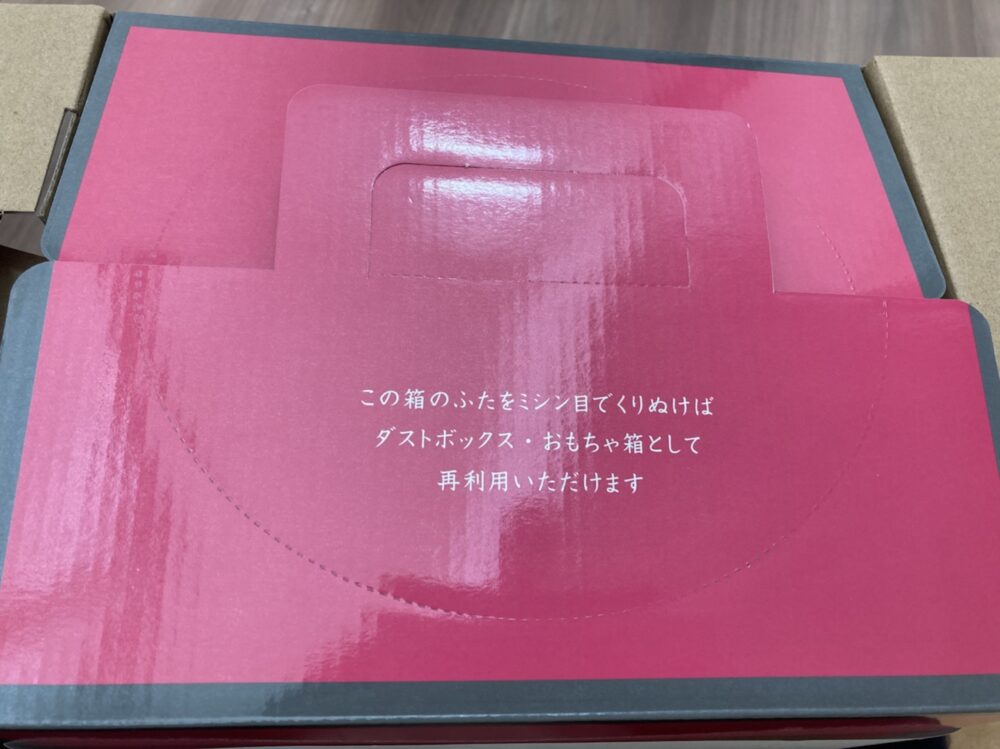 この箱のふたをミシン目でくりぬけば
ダストボックス・おもちゃ箱として
再利用いただけます